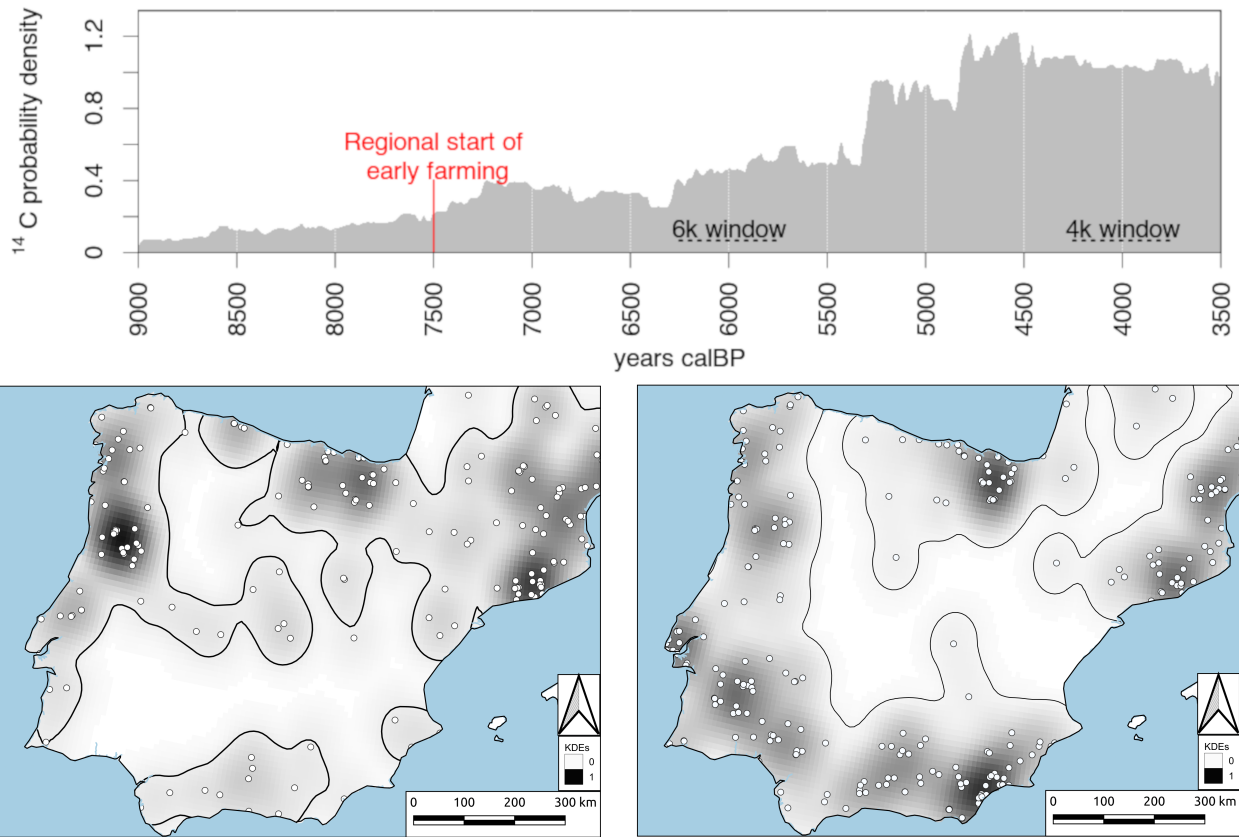 1.2
0.8
0.4
0
14 C probability density
Regional start of
early farming
6k window
4k window
9000 8500 8000 7500 7000 6500 6000 5500 5000 4500 4000 3500
years calBP
KDEs
0
1
0 100 200 300 km
KDEs
0
1
0 100 200 300 km